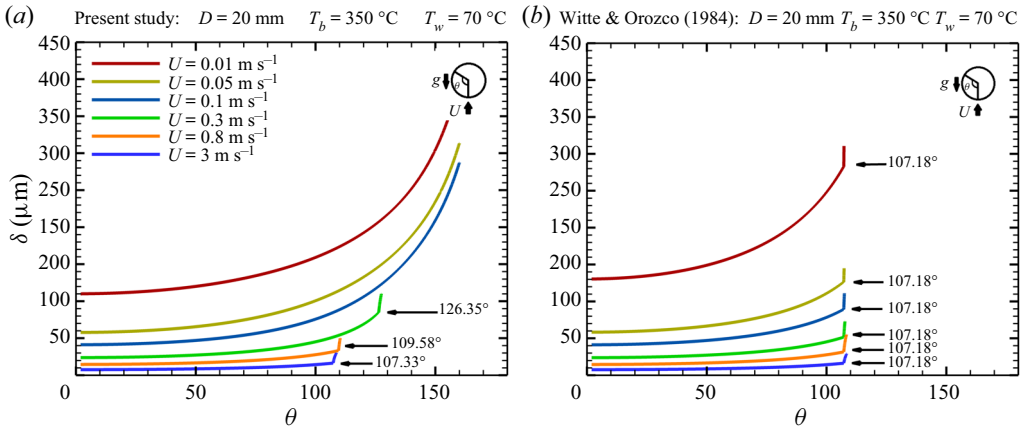 (a) Present study: D = 20 mm T_b = 350 °C T_w = 70 °C
450
400
350
300
250
200
150
100
50
0
δ (μm)
U = 0.01 m s⁻¹
U = 0.05 m s⁻¹
U = 0.1 m s⁻¹
U = 0.3 m s⁻¹
U = 0.8 m s⁻¹
U = 3 m s⁻¹
g
θ
U
126.35°
109.58°
107.33°
50 100 150
θ
(b) Witte & Orozco (1984): D = 20 mm T_b = 350 °C T_w = 70 °C
450
400
350
300
250
200
150
100
50
0
g
θ
U
107.18°
107.18°
107.18°
107.18°
107.18°
107.18°
50 100 150
θ